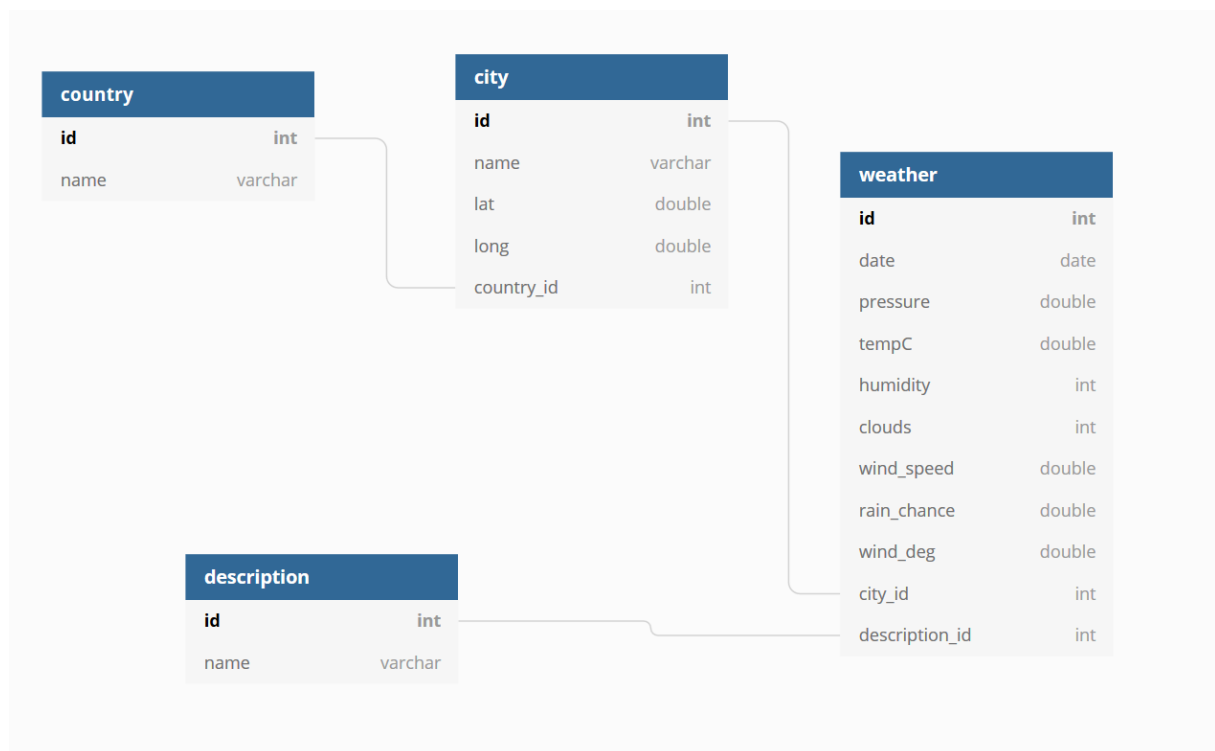 country
id int
name varchar
city
id int
name varchar
lat double
long double
country_id int
weather
id int
date date
pressure double
tempC double
humidity int
clouds int
wind_speed double
rain_chance double
wind_deg double
city_id int
description_id int
description
id int
name varchar